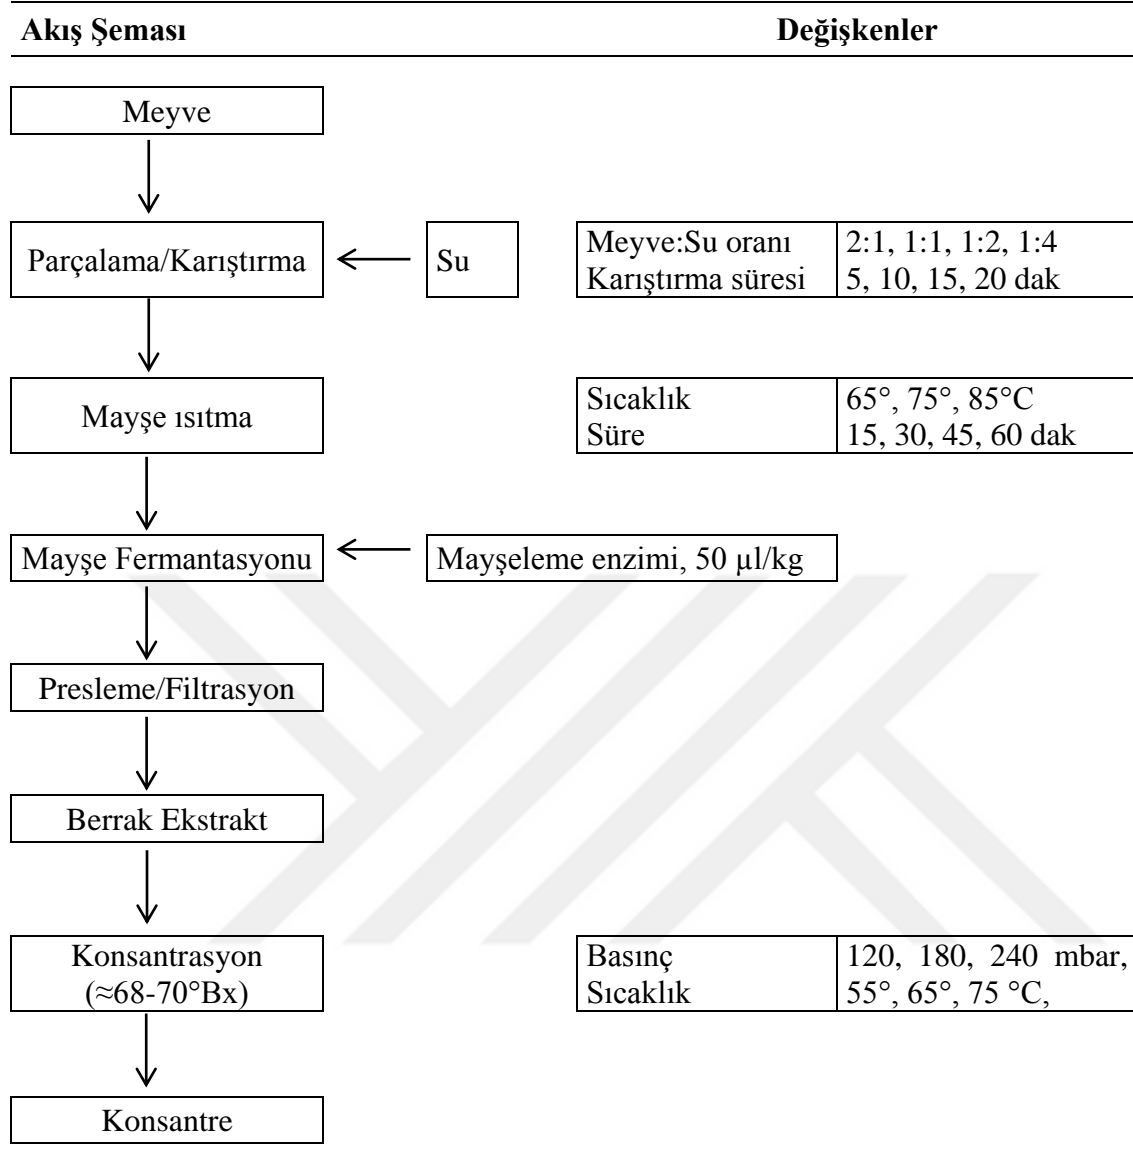 Akış Şeması Değişkenler
Meyve
Parçalama/Karıştırma Su Meyve:Su oranı 2:1, 1:1, 1:2, 1:4
Karıştırma süresi 5, 10, 15, 20 dak
Mayşe ısıtma Sıcaklık 65°, 75°, 85°C
Süre 15, 30, 45, 60 dak
Mayşe Fermantasyonu Mayşeleme enzimi, 50 µl/kg
Presleme/Filtrasyon
Berrak Ekstrakt
Konsantrasyon Basınç 120, 180, 240 mbar,
(≈68-70°Bx) Sıcaklık 55°, 65°, 75 °C,
Konsantre